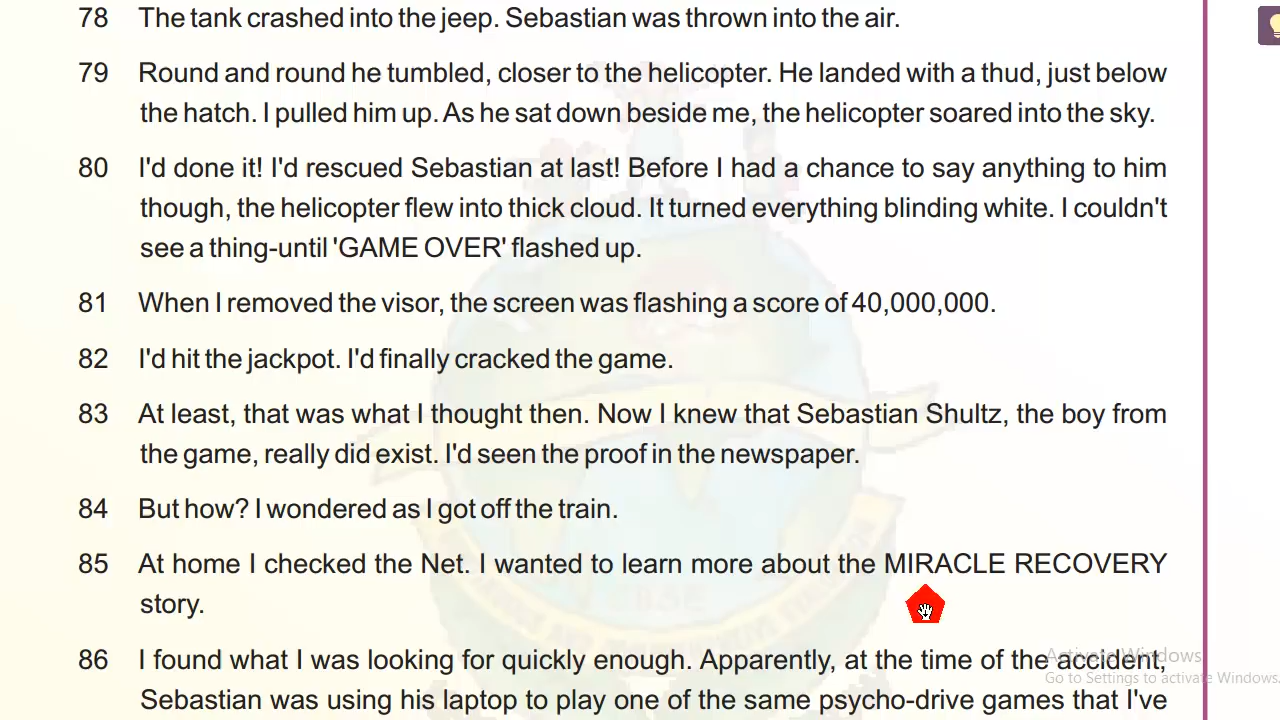 78 The tank crashed into the jeep. Sebastian was thrown into the air.
79 Round and round he tumbled, closer to the helicopter. He landed with a thud, just below
the hatch. I pulled him up. As he sat down beside me, the helicopter soared into the sky.
80 I'd done it! I'd rescued Sebastian at last! Before I had a chance to say anything to him
though, the helicopter flew into thick cloud. It turned everything blinding white. I couldn't
see a thing-until 'GAME OVER' flashed up.
81 When I removed the visor, the screen was flashing a score of 40,000,000.
82 I'd hit the jackpot. I'd finally cracked the game.
83 At least, that was what I thought then. Now I knew that Sebastian Shultz, the boy from
the game, really did exist. I'd seen the proof in the newspaper.
84 But how? I wondered as I got off the train.
85 At home I checked the Net. I wanted to learn more about the MIRACLE RECOVERY
story.
86 I found what I was looking for quickly enough. Apparently, at the time of the accident,
Sebastian was using his laptop to play one of the same psycho-drive games that I've
Activate Windows
Go to Settings to activate Windows.